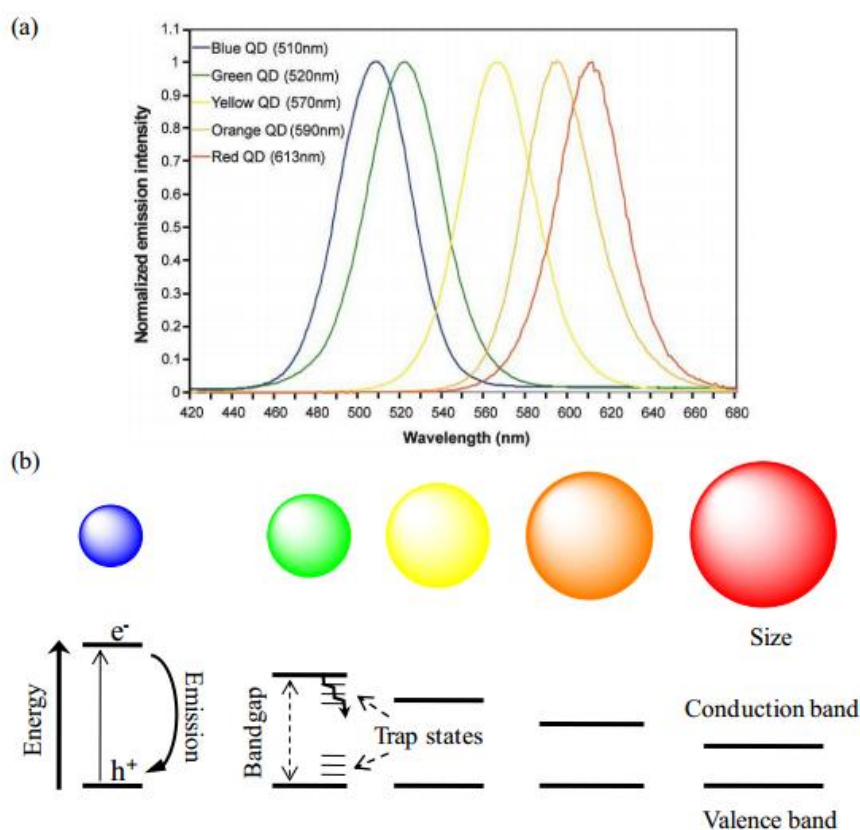 (a)
Normalized emission intensity
1.1
1
0.9
0.8
0.7
0.6
0.5
0.4
0.3
0.2
0.1
0
Blue QD (510nm)
Green QD (520nm)
Yellow QD (570nm)
Orange QD (590nm)
Red QD (613nm)
420 440 460 480 500 520 540 560 580 600 620 640 660 680
Wavelength (nm)
(b)
Size
Energy
e-
h+
Emission
Bandgap
Trap states
Conduction band
Valence band